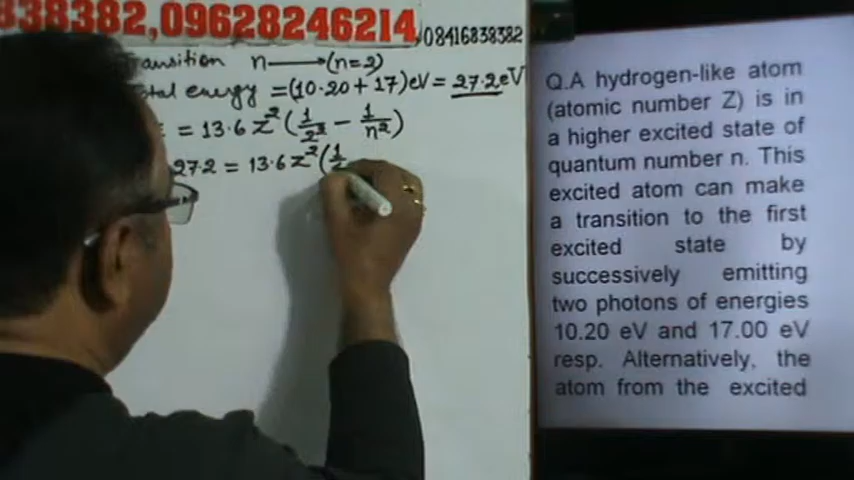 838382,09628246214,08416838382
Transition n→(n=2)
total energy =(10.20+17)eV= 27.2eV
= 13.6 Z²(1/2² − 1/n²)
27.2 = 13.6 Z²(1/
Q.A hydrogen-like atom
(atomic number Z) is in
a higher excited state of
quantum number n. This
excited atom can make
a transition to the first
excited state by
successively emitting
two photons of energies
10.20 eV and 17.00 eV
resp. Alternatively, the
atom from the excited